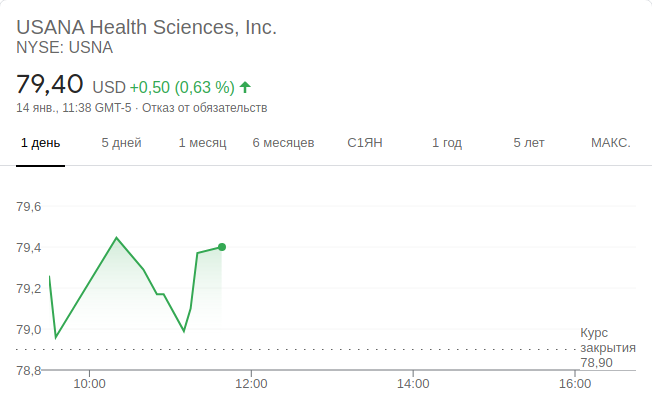 USANA Health Sciences, Inc.
NYSE: USNA
79,40 USD +0,50 (0,63 %)
14 янв., 11:38 GMT-5 · Отказ от обязательств
1 день 5 дней 1 месяц 6 месяцев С1ЯН 1 год 5 лет МАКС.
79,6
79,4
79,2
79,0
Курс
закрытия
78,90
78,8
10:00 12:00 14:00 16:00